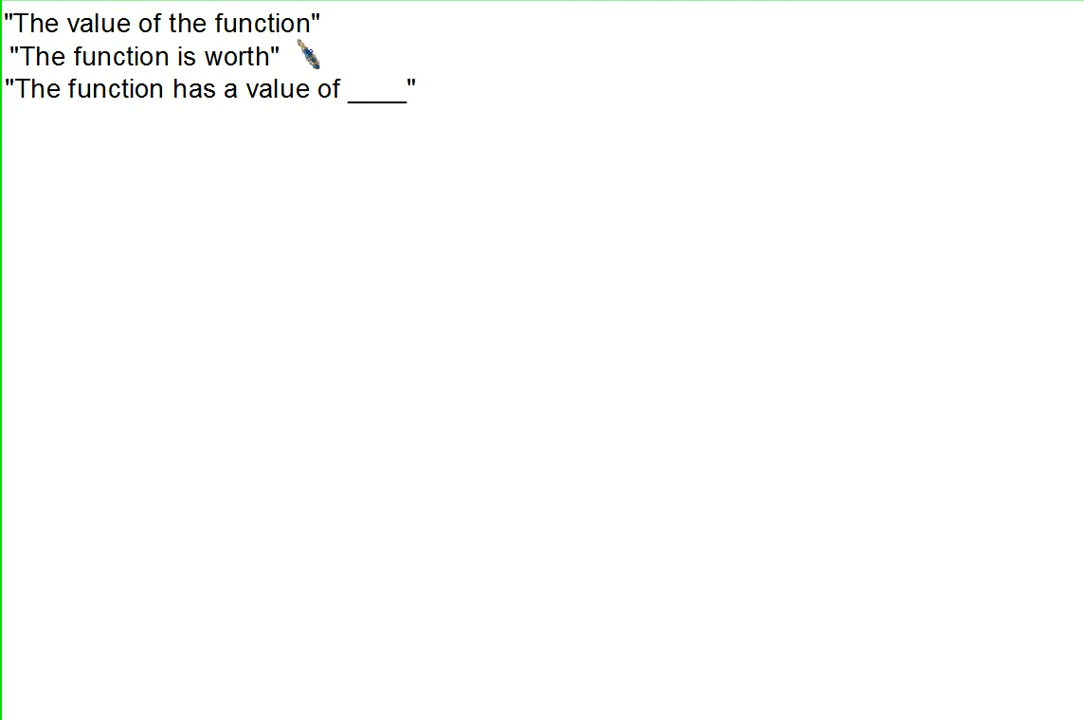 "The value of the function"
"The function is worth"
"The function has a value of ____"